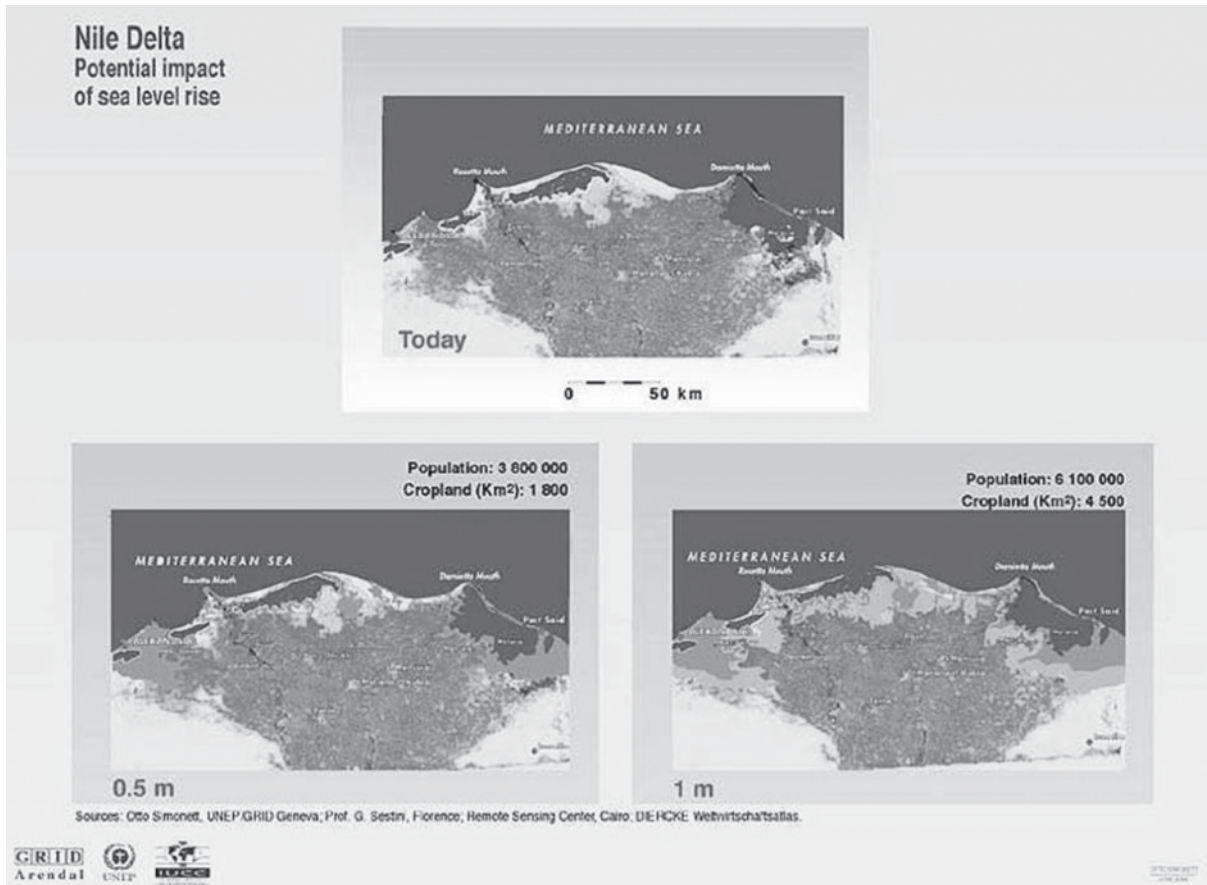 Nile Delta
Potential impact
of sea level rise
MEDITERRANEAN SEA
Rosetta Mouth
Damietta Mouth
Port Said
Today
0 50 km
Population: 3 800 000
Cropland (Km²): 1 800
MEDITERRANEAN SEA
Rosetta Mouth
Damietta Mouth
Port Said
0.5 m
Population: 6 100 000
Cropland (Km²): 4 500
MEDITERRANEAN SEA
Rosetta Mouth
Damietta Mouth
Port Said
1 m
Sources: Otto Simonett, UNEP/GRID Geneva; Prof. G. Sestini, Florence; Remote Sensing Center, Cairo; DIERCKE Weltwirtschaftsatlas.
GRID
Arendal
UNEP
IUCC